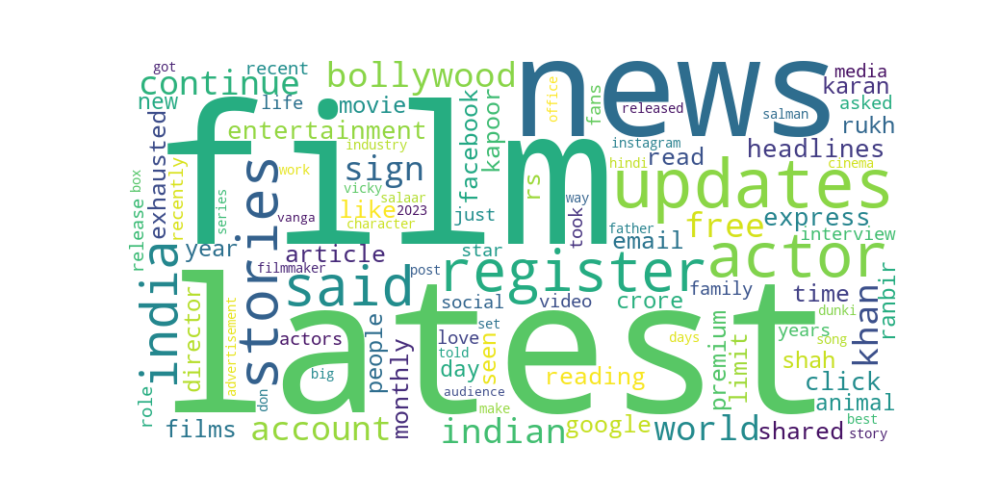 got
recent
continue
bollywood
news
media
karan
new
life
movie
facebook
kapoor
office
fans
released
salman
asked
rukh
exhausted
film
entertainment
industry
sign
instagram
hindi
read
headlines
cinema
release box
recently
series
stories
work
vicky
salaar
like
2023
character
vanga
just
rs
way
took
updates
free
express
interview
india
year
article
star
father
email
actor
filmmaker
post
register
said
social
video
crore
family
time
khan
ranbir
director
advertisement
latest
set
premium
limit
dunki
years
song
actors
people
love
told
day
seen
days
shah
big
monthly
reading
click
animal
role
don
audience
make
films
account
indian
google
world
shared
best
story